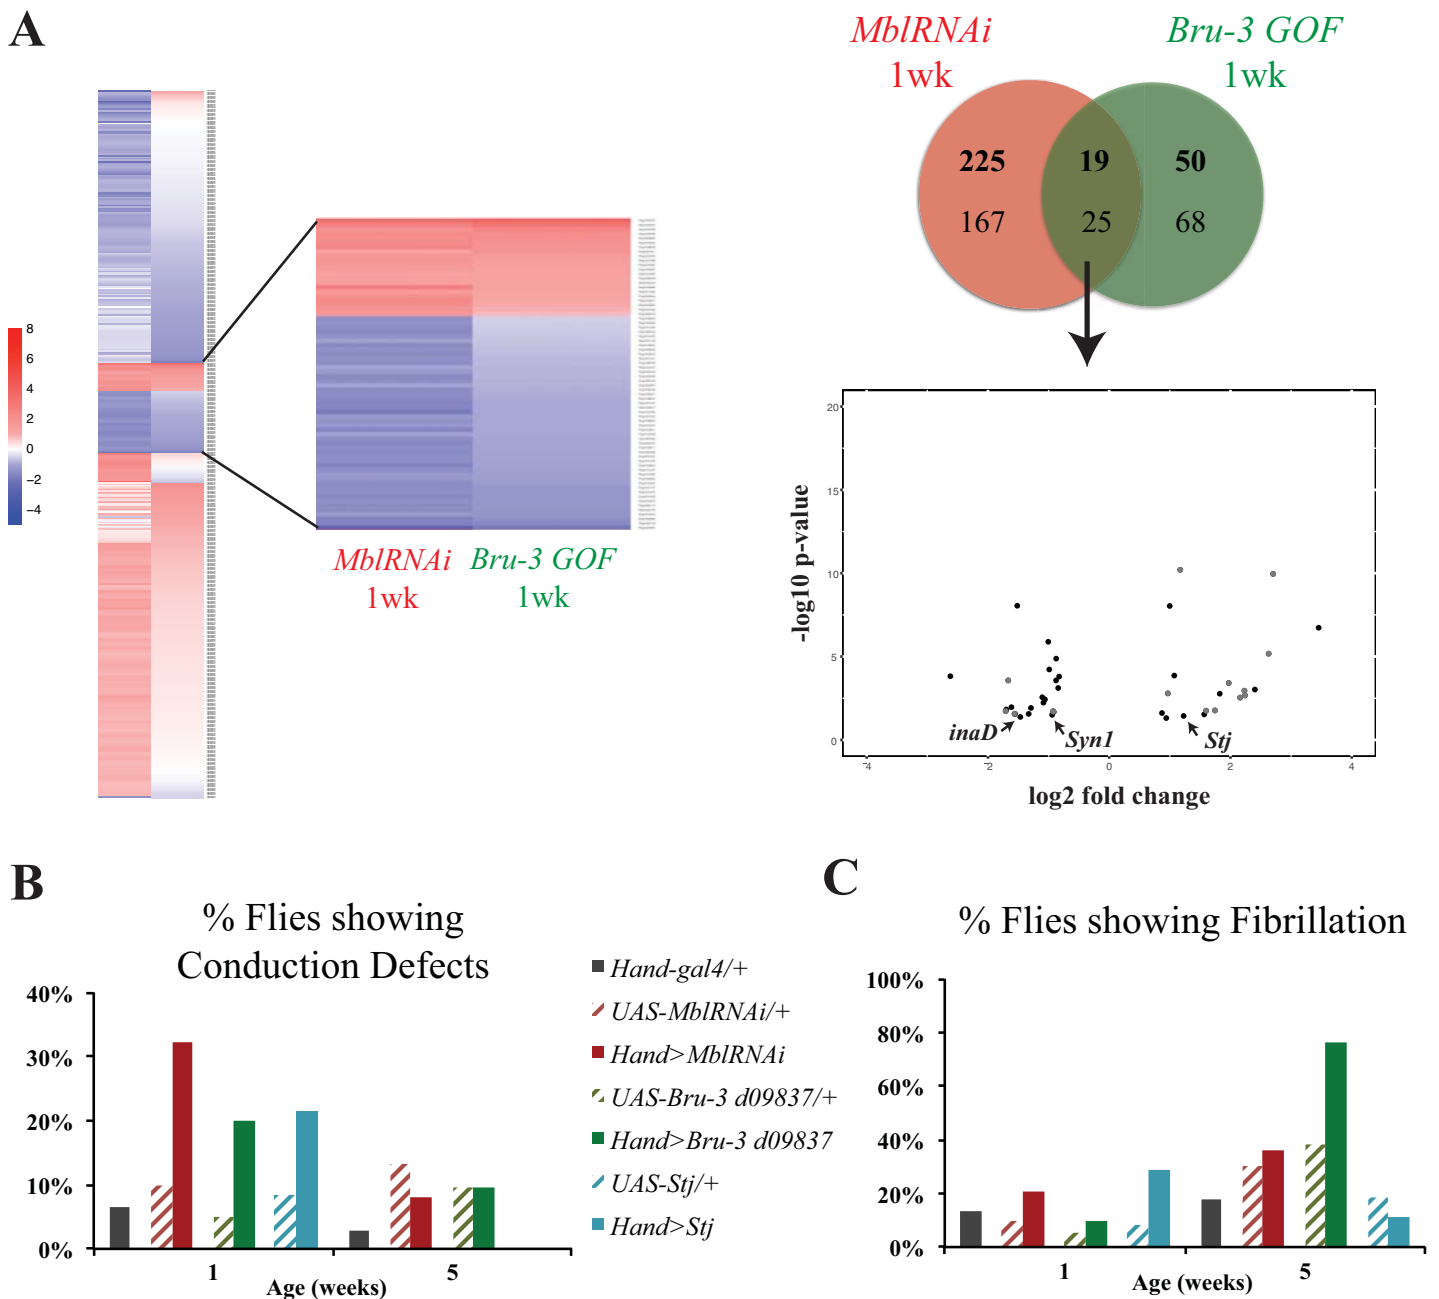 A
MblRNAi
1wk
Bru-3 GOF
1wk
225
19
50
167
25
68
8
6
4
2
0
−2
−4
MblRNAi Bru-3 GOF
1wk 1wk
20
15
10
5
0
-log10 p-value
inaD
Syn1
Stj
-4 -2 0 2 4
log2 fold change
B
% Flies showing
Conduction Defects
40%
30%
20%
10%
0%
1 5
Age (weeks)
Hand-gal4/+
UAS-MblRNAi/+
Hand>MblRNAi
UAS-Bru-3 d09837/+
Hand>Bru-3 d09837
UAS-Stj/+
Hand>Stj
C
% Flies showing Fibrillation
100%
80%
60%
40%
20%
0%
1 5
Age (weeks)